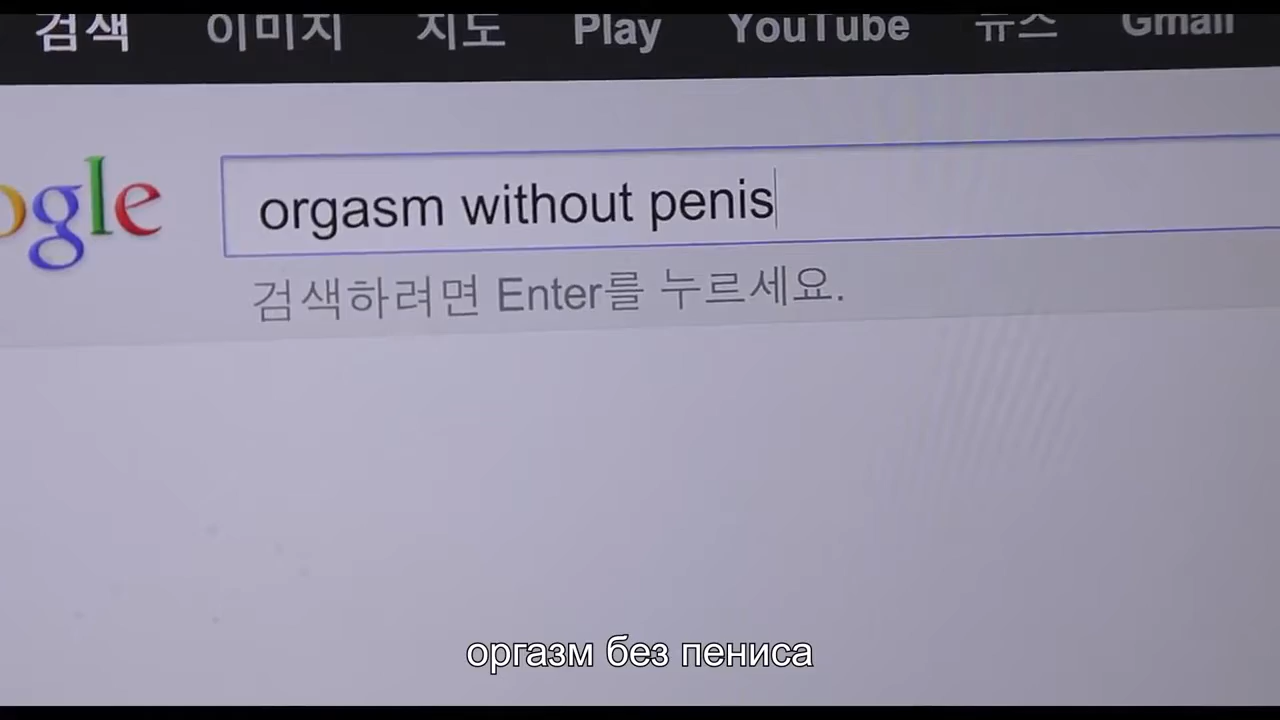 검색 이미지 지도 Play YouTube 뉴스 Gmail
ogle orgasm without penis
검색하려면 Enter를 누르세요.
оргазм без пениса